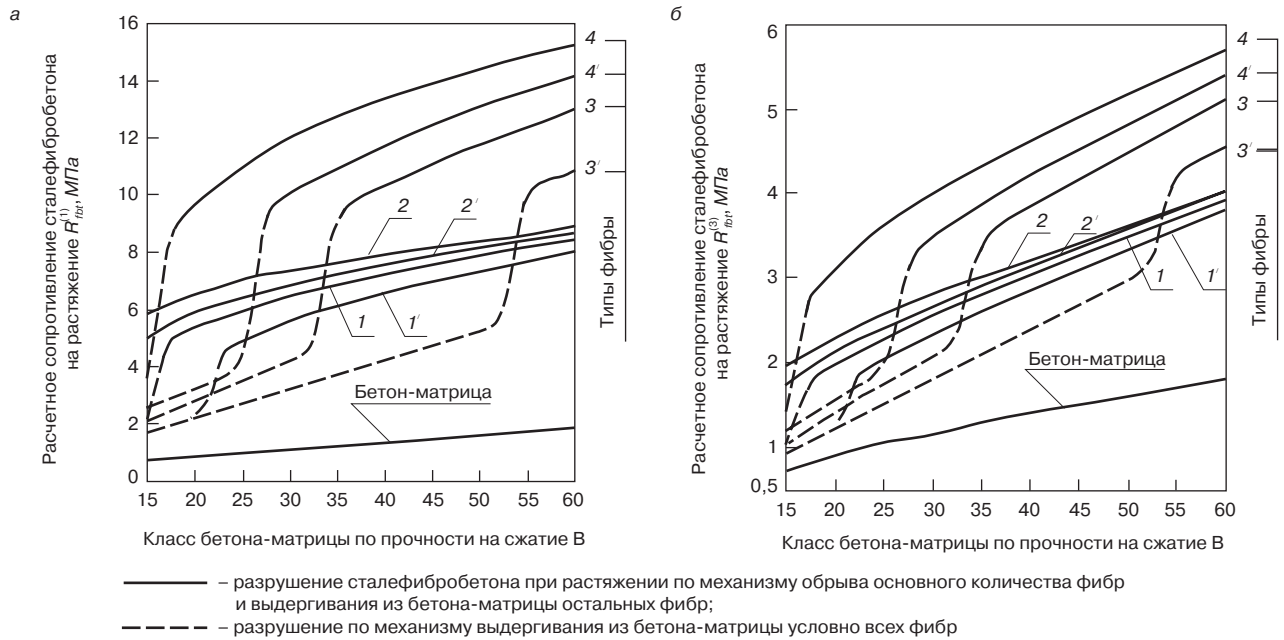 а
Расчетное сопротивление сталефибробетона
на растяжение R_fbt^(1), МПа
16
14
12
10
8
6
4
2
0
15 20 25 30 35 40 45 50 55 60
Класс бетона-матрицы по прочности на сжатие B
2
2′
1
1′
Бетон-матрица
4
4′
3
3′
Типы фибры
б
Расчетное сопротивление сталефибробетона
на растяжение R_fbt^(3), МПа
6
5
4
3
2
1
0,5
15 20 25 30 35 40 45 50 55 60
Класс бетона-матрицы по прочности на сжатие B
2
2′
1
1′
Бетон-матрица
4
4′
3
3′
Типы фибры
– разрушение сталефибробетона при растяжении по механизму обрыва основного количества фибр
и выдергивания из бетона-матрицы остальных фибр;
– разрушение по механизму выдергивания из бетона-матрицы условно всех фибр